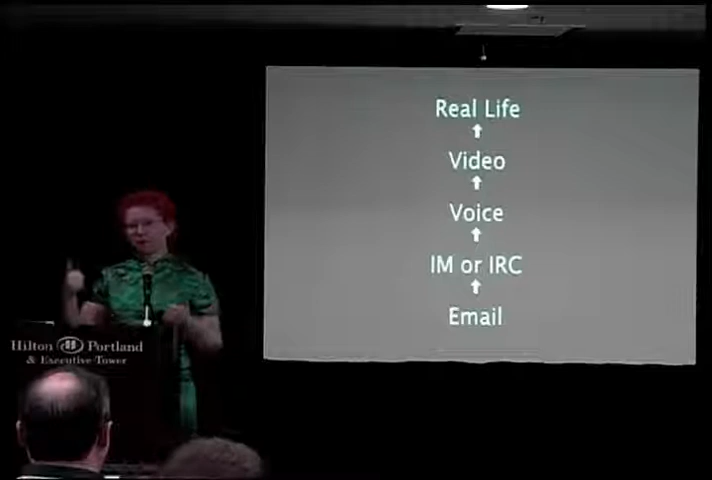 Real Life
Video
Voice
IM or IRC
Email
Hilton Portland
& Executive Tower